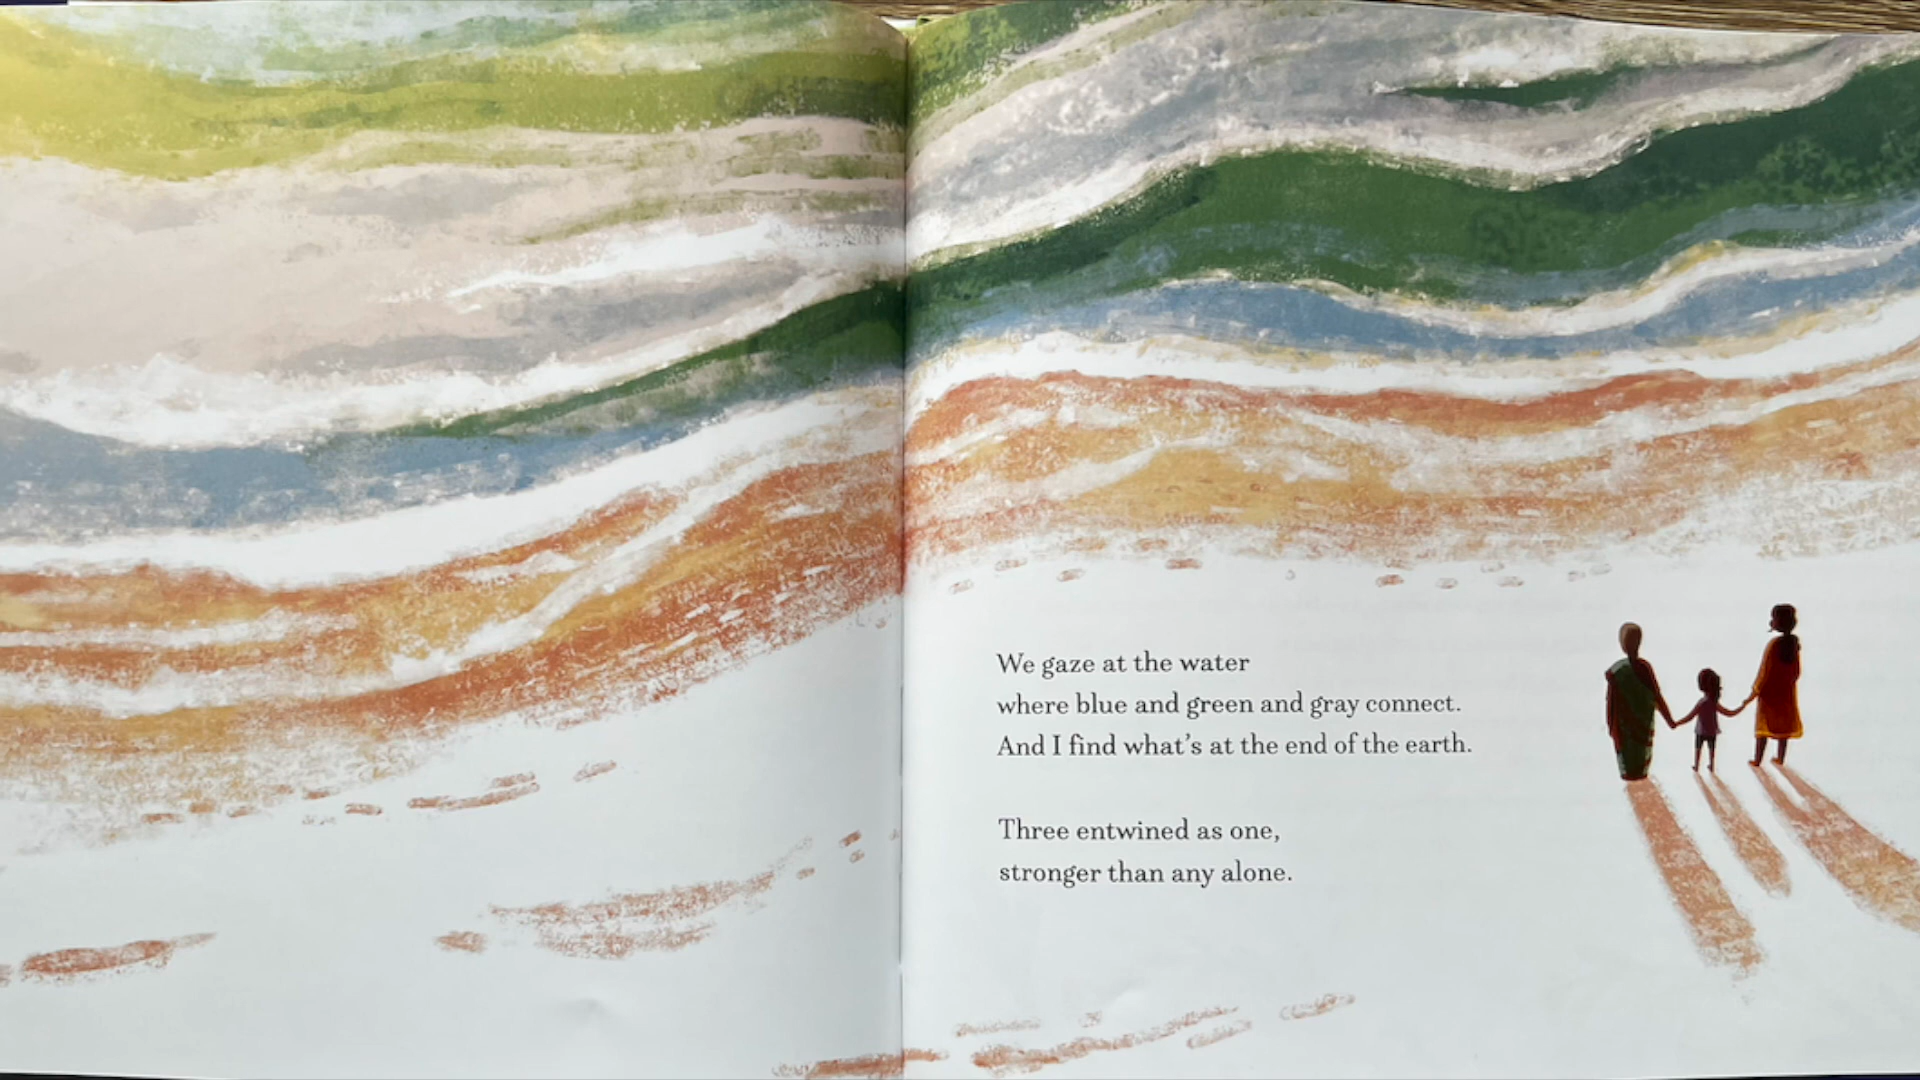 We gaze at the water
where blue and green and gray connect.
And I find what's at the end of the earth.
Three entwined as one,
stronger than any alone.